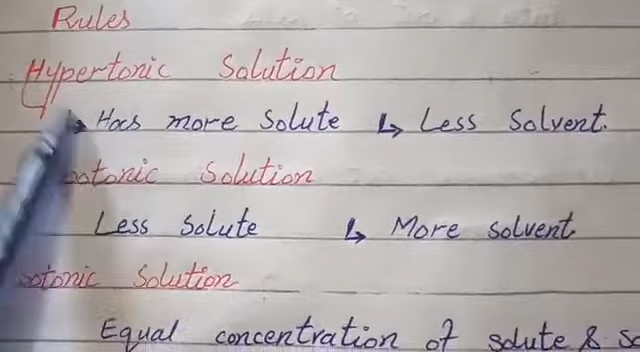 Rules
Hypertonic Solution
Has more Solute ↳ Less Solvent.
Solution
Less Solute ↳ More solvent
Solution
Equal concentration of solute &